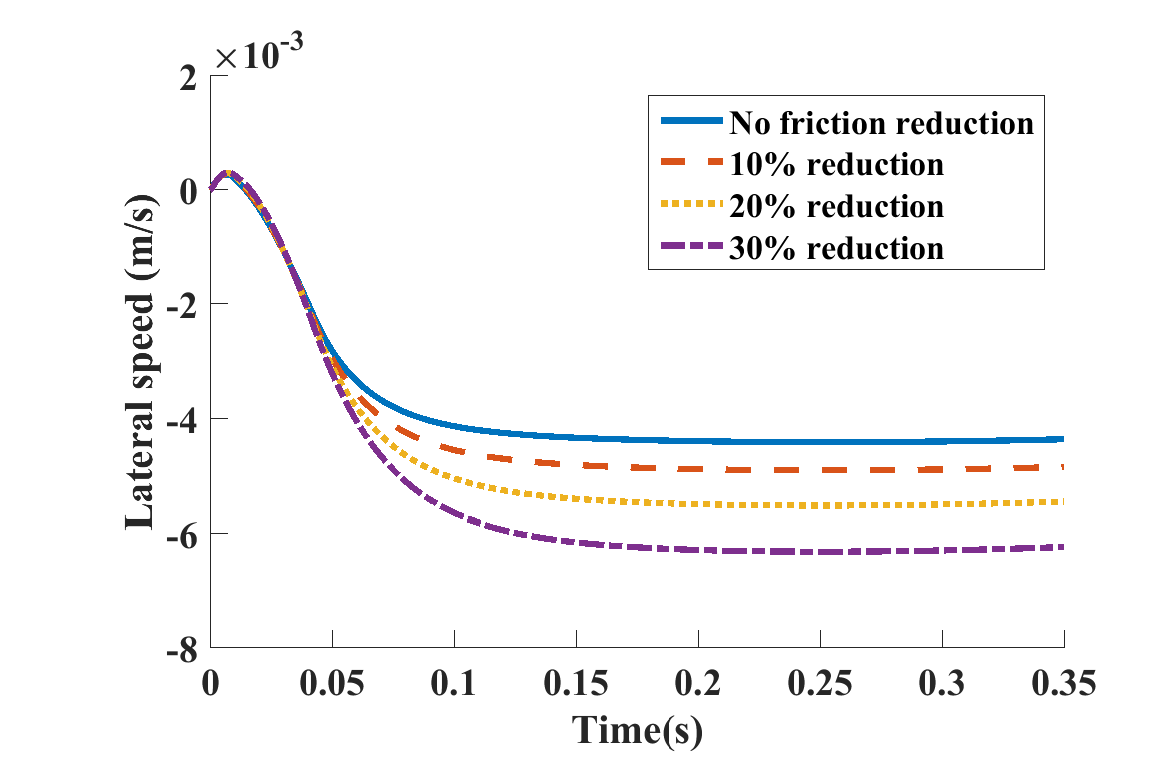 ×10^-3
2
0
-2
-4
-6
-8
Lateral speed (m/s)
No friction reduction
10% reduction
20% reduction
30% reduction
0 0.05 0.1 0.15 0.2 0.25 0.3 0.35
Time(s)